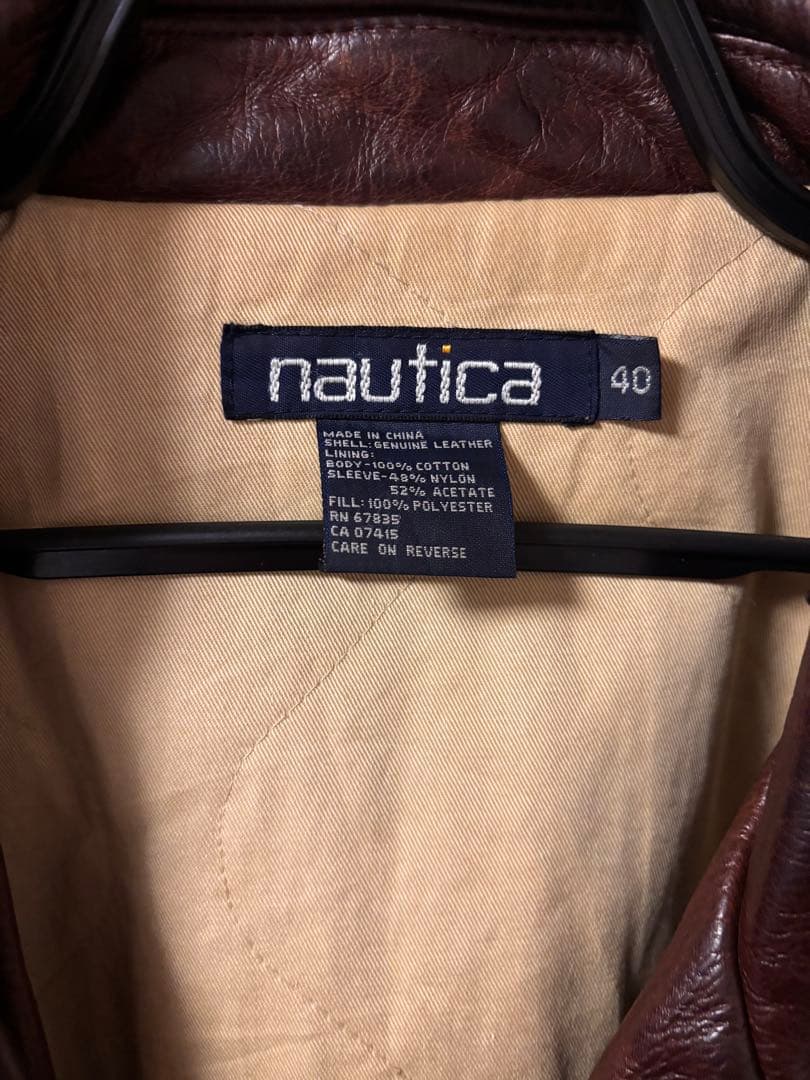 nautica
40
MADE IN CHINA
SHELL: GENUINE LEATHER
LINING:
BODY-100% COTTON
SLEEVE-48% NYLON
52% ACETATE
FILL: 100% POLYESTER
RN 67835
CA 07415
CARE ON REVERSE